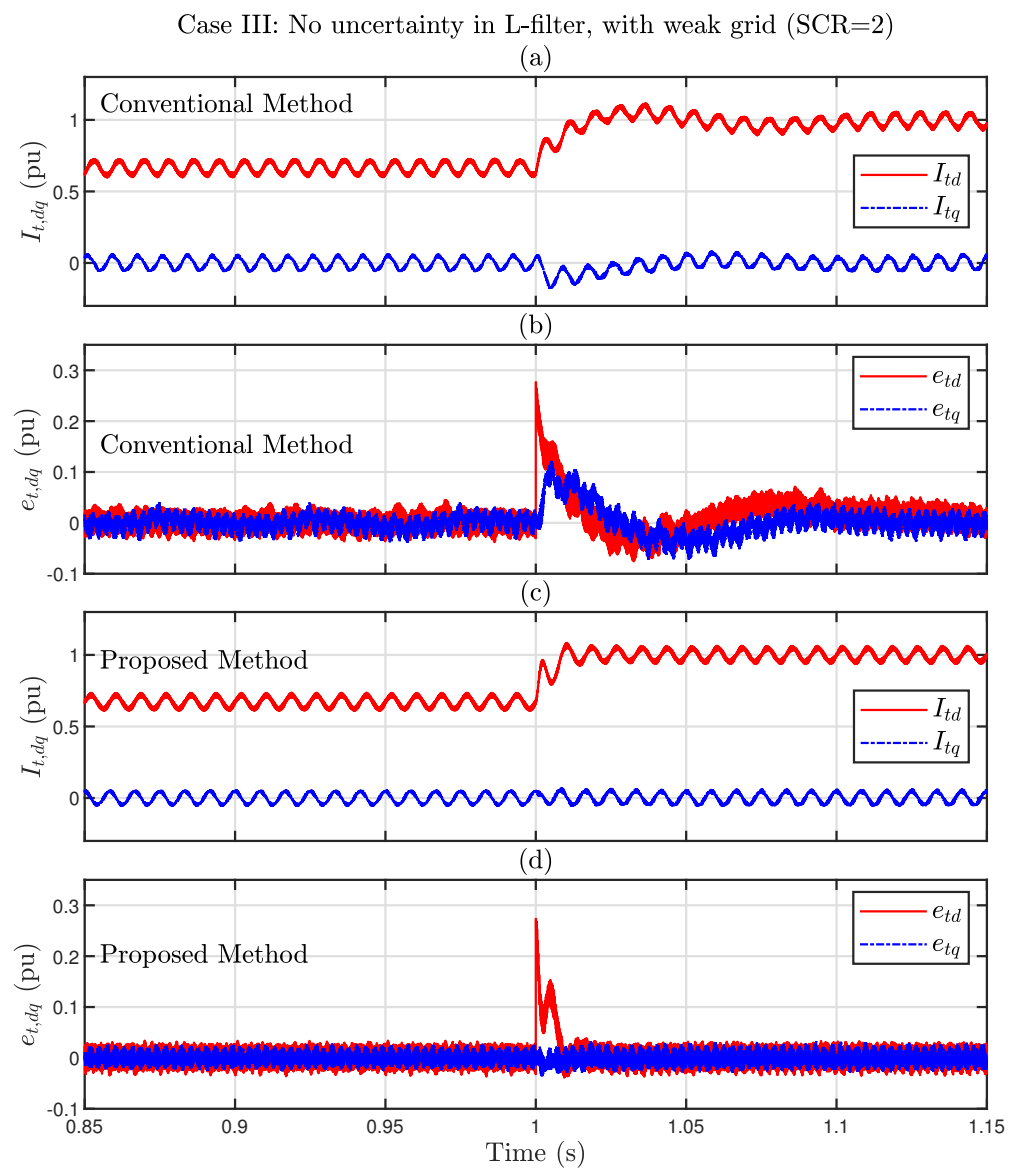 Case III: No uncertainty in L-filter, with weak grid (SCR=2)
(a)
Conventional Method
I_{t,dq} (pu)
1
0.5
0
I_{td}
I_{tq}
(b)
Conventional Method
e_{t,dq} (pu)
0.3
0.2
0.1
0
-0.1
e_{td}
e_{tq}
(c)
Proposed Method
I_{t,dq} (pu)
1
0.5
0
I_{td}
I_{tq}
(d)
Proposed Method
e_{t,dq} (pu)
0.3
0.2
0.1
0
-0.1
e_{td}
e_{tq}
0.85 0.9 0.95 1 1.05 1.1 1.15
Time (s)